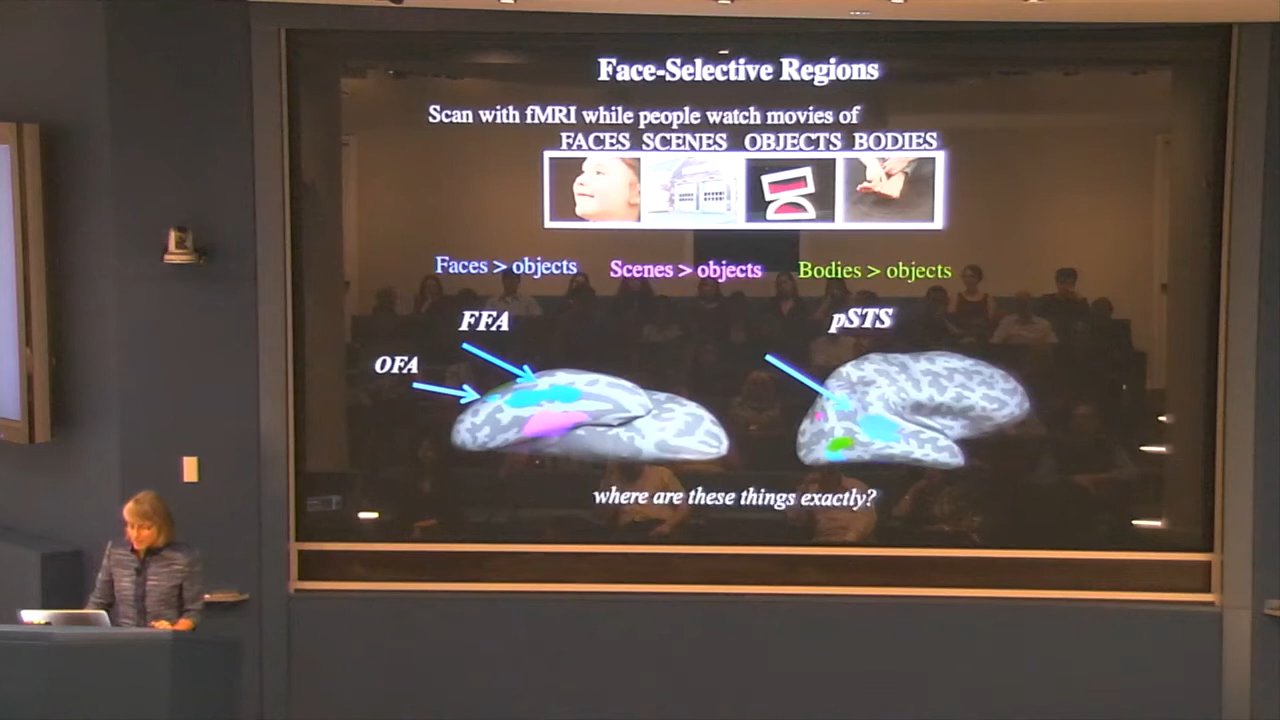 Face-Selective Regions
Scan with fMRI while people watch movies of
FACES SCENES OBJECTS BODIES
Faces > objects Scenes > objects Bodies > objects
FFA pSTS
OFA
where are these things exactly?